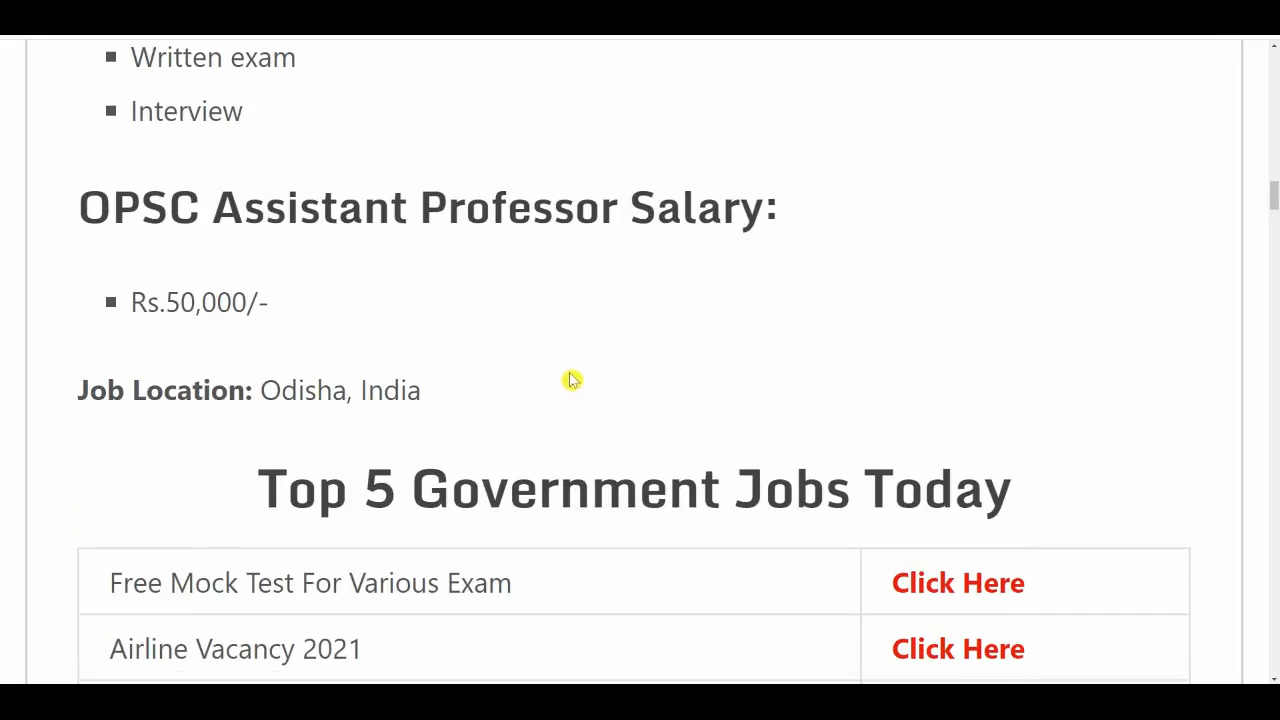 Written exam
Interview
OPSC Assistant Professor Salary:
Rs.50,000/-
Job Location: Odisha, India
Top 5 Government Jobs Today
Free Mock Test For Various Exam Click Here
Airline Vacancy 2021 Click Here